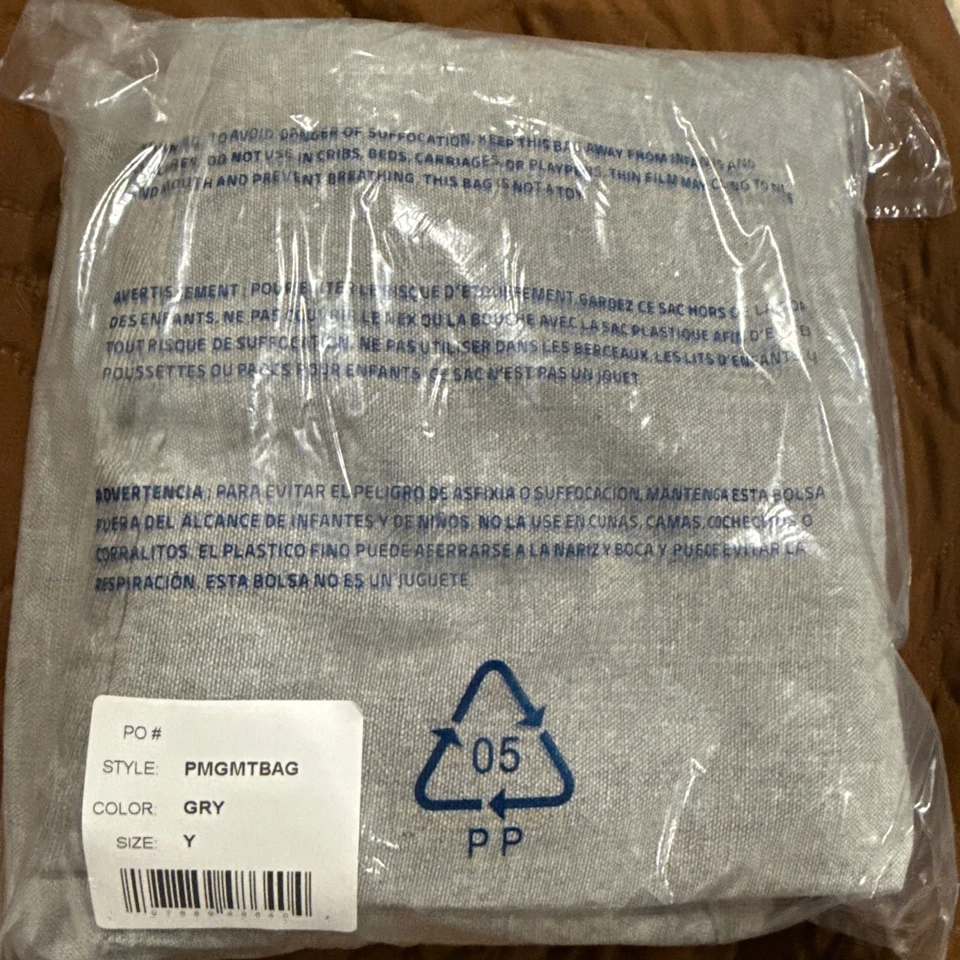 TO AVOID DANGER OF SUFFOCATION, KEEP THIS BAG AWAY FROM INFANTS AND
DO NOT USE IN CRIBS, BEDS, CARRIAGES, OR PLAYPENS. THIN FILM MAY CLING TO
MOUTH AND PREVENT BREATHING. THIS BAG IS NOT A TOY
AVERTISSEMENT : POUR EVITER LE RISQUE D'ETOUFFEMENT GARDEZ CE SAC HORS DE
DES ENFANTS. NE PAS COUVRIR LE NEX OU LA BOUCHE AVEC LA SAC PLASTIQUE AFIN
TOUT RISQUE DE SUFFOCATION. NE PAS UTILISER DANS LES BERCEAUX, LES LITS D'ENFANT
POUSSETTES OU PARCS POUR ENFANTS. CE SAC N'EST PAS UN JOUET
ADVERTENCIA : PARA EVITAR EL PELIGRO DE ASFIXIA O SUFFOCACION, MANTENGA ESTA BOLSA
FUERA DEL ALCANCE DE INFANTES Y DE NIÑOS. NO LA USE EN CUNAS, CAMAS, COCHECITOS O
CORRALITOS. EL PLASTICO FINO PUEDE AFERRARSE A LA NARIZ Y BOCA Y PUEDE EVITAR LA
RESPIRACIÓN. ESTA BOLSA NO ES UN JUGUETE.
05
PP
PO #
STYLE: PMGMTBAG
COLOR: GRY
SIZE: Y